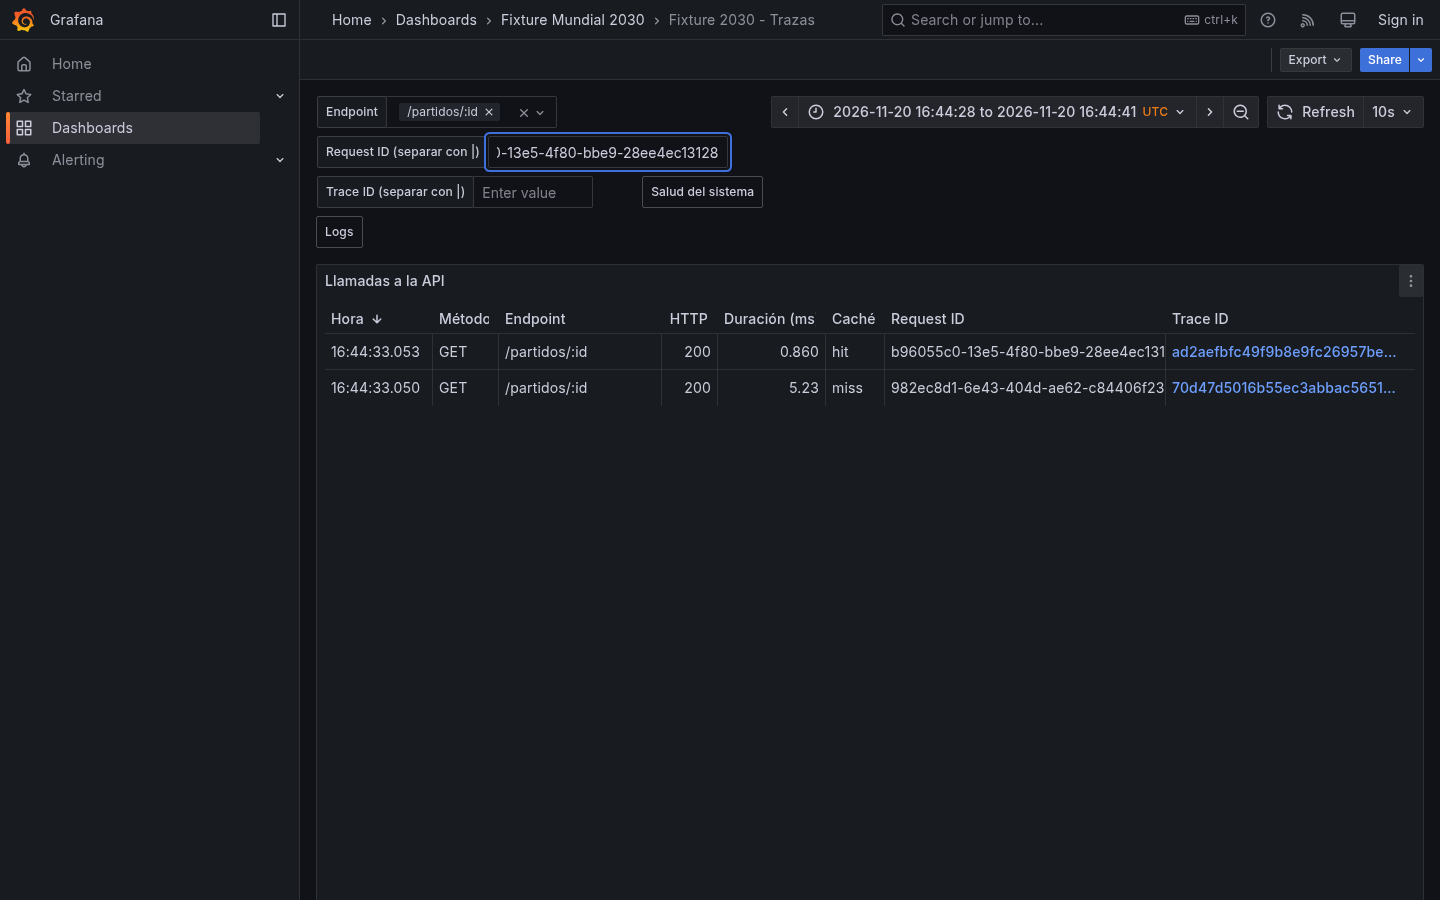 Grafana
Home › Dashboards › Fixture Mundial 2030 › Fixture 2030 - Trazas
Search or jump to...
ctrl+k
Sign in
Home
Starred
Dashboards
Alerting
Export
Share
Endpoint
/partidos/:id
2026-11-20 16:44:28 to 2026-11-20 16:44:41 UTC
Refresh
10s
Request ID (separar con |)
-13e5-4f80-bbe9-28ee4ec13128
Trace ID (separar con |)
Enter value
Salud del sistema
Logs
Llamadas a la API
Hora Método Endpoint HTTP Duración (ms Caché Request ID Trace ID
16:44:33.053 GET /partidos/:id 200 0.860 hit b96055c0-13e5-4f80-bbe9-28ee4ec131 ad2aefbfc49f9b8e9fc26957be...
16:44:33.050 GET /partidos/:id 200 5.23 miss 982ec8d1-6e43-404d-ae62-c84406f23 70d47d5016b55ec3abbac5651...